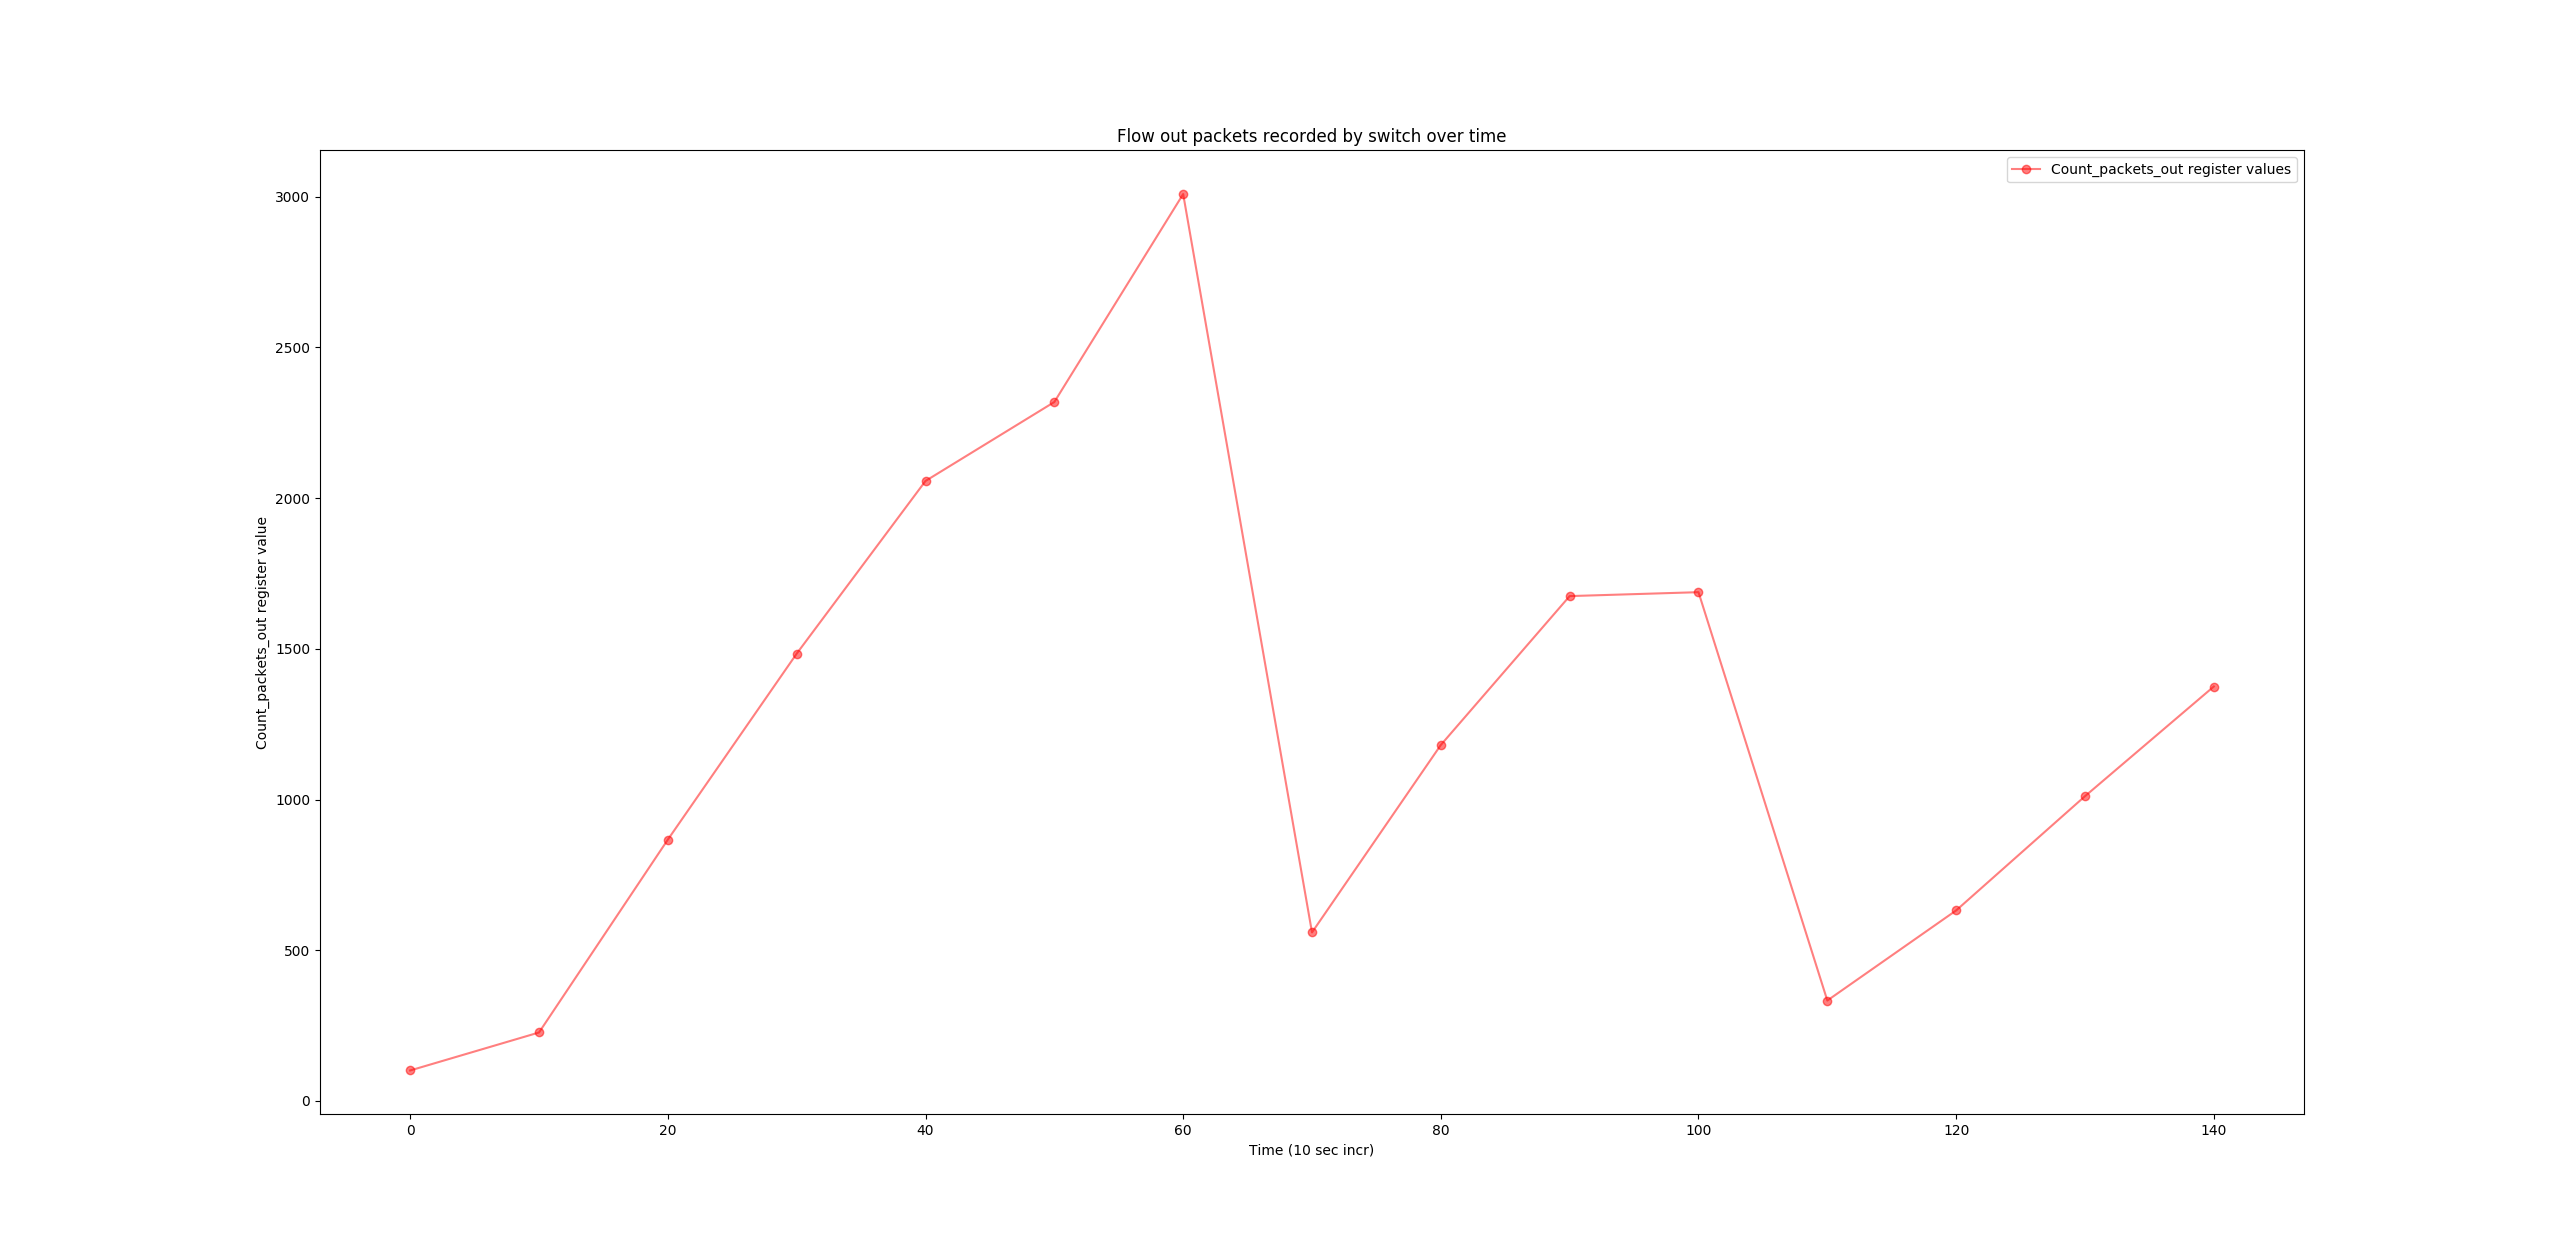 Flow out packets recorded by switch over time
Count_packets_out register values
3000
2500
2000
1500
1000
500
0
Count_packets_out register value
0 20 40 60 80 100 120 140
Time (10 sec incr)